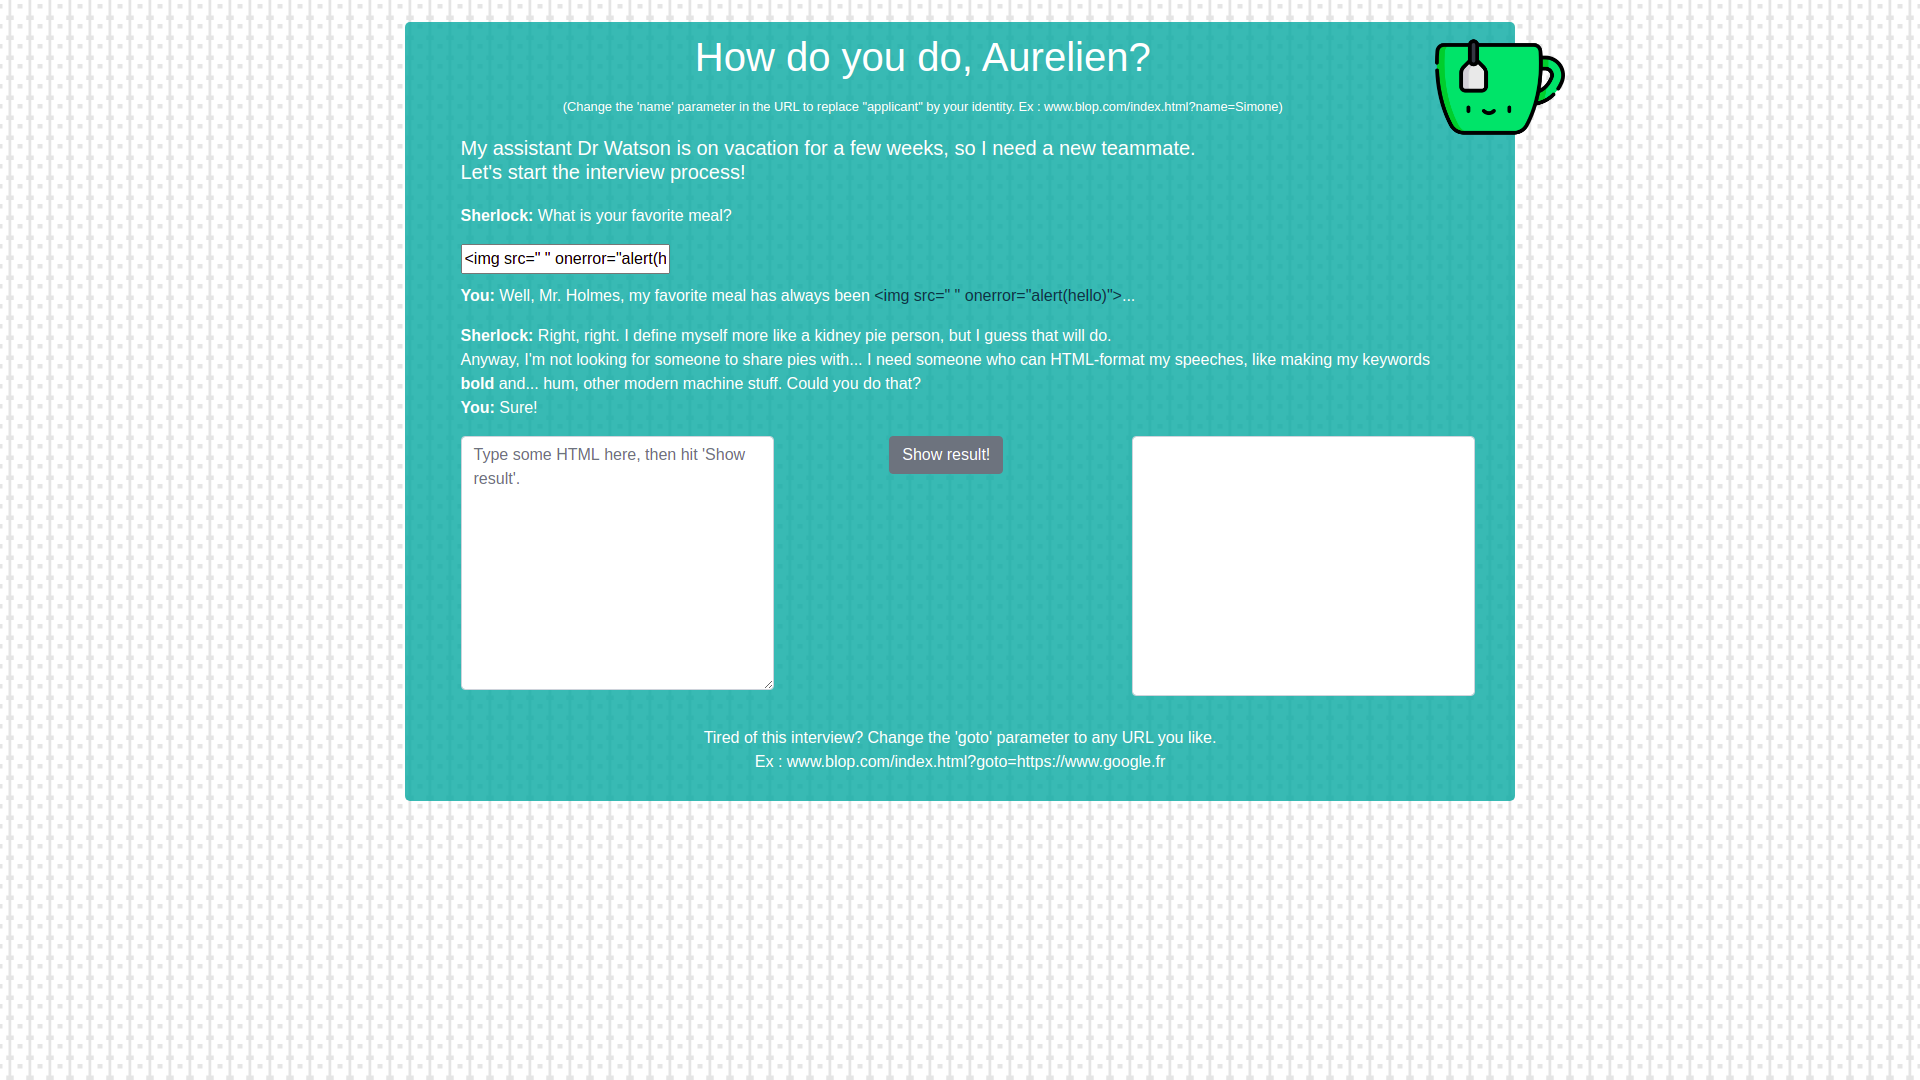 How do you do, Aurelien?
(Change the 'name' parameter in the URL to replace "applicant" by your identity. Ex : www.blop.com/index.html?name=Simone)
My assistant Dr Watson is on vacation for a few weeks, so I need a new teammate.
Let's start the interview process!
Sherlock: What is your favorite meal?
<img src=" " onerror="alert(h
You: Well, Mr. Holmes, my favorite meal has always been <img src=" " onerror="alert(hello)">...
Sherlock: Right, right. I define myself more like a kidney pie person, but I guess that will do.
Anyway, I'm not looking for someone to share pies with... I need someone who can HTML-format my speeches, like making my keywords
bold and... hum, other modern machine stuff. Could you do that?
You: Sure!
Type some HTML here, then hit 'Show
result'.
Show result!
Tired of this interview? Change the 'goto' parameter to any URL you like.
Ex : www.blop.com/index.html?goto=https://www.google.fr